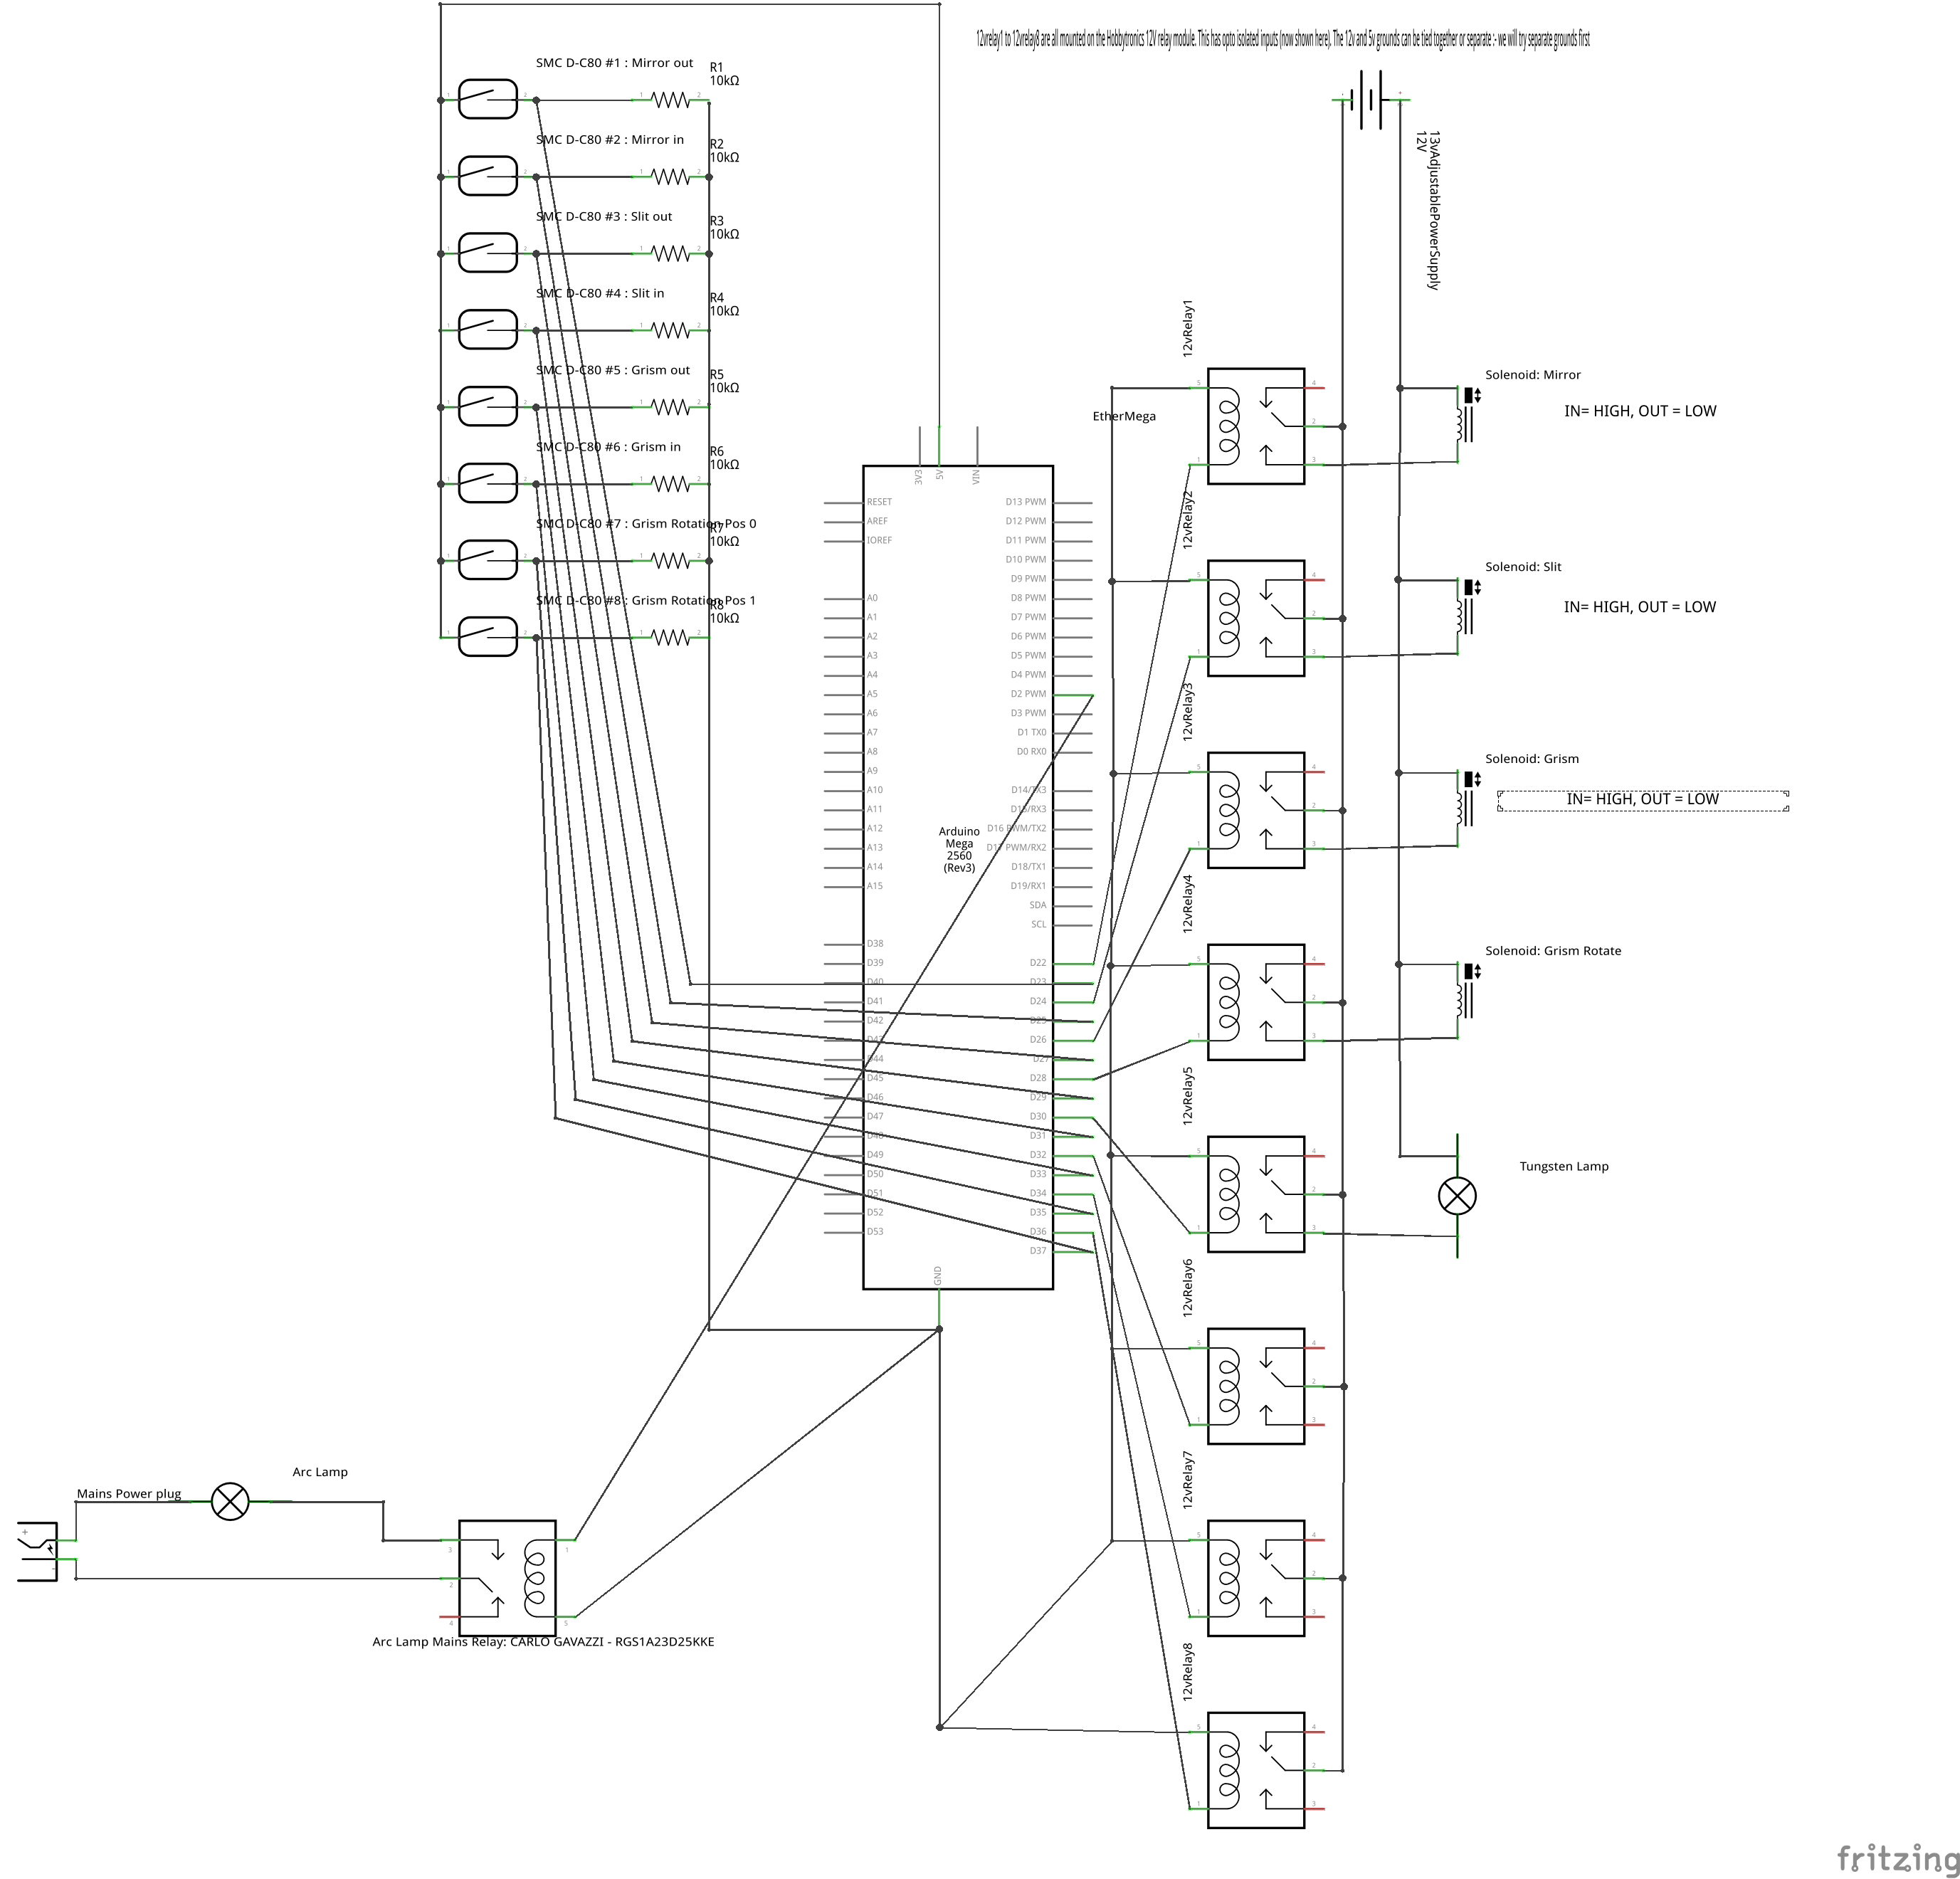 12vrelay1 to 12vrelay8 are all mounted on the Hobbytronics 12V relay module. This has opto isolated inputs (now shown here). The 12v and 5v grounds can be tied together or separate :- we will try separate grounds first
SMC D-C80 #1 : Mirror out
R1
10kΩ
SMC D-C80 #2 : Mirror in
R2
10kΩ
SMC D-C80 #3 : Slit out
R3
10kΩ
SMC D-C80 #4 : Slit in
R4
10kΩ
SMC D-C80 #5 : Grism out
R5
10kΩ
SMC D-C80 #6 : Grism in
R6
10kΩ
SMC D-C80 #7 : Grism Rotation Pos 0
R7
10kΩ
SMC D-C80 #8 : Grism Rotation Pos 1
R8
10kΩ
13vAdjustablePowerSupply
12V
EtherMega
3V3
5V
VIN
RESET
AREF
IOREF
A0
A1
A2
A3
A4
A5
A6
A7
A8
A9
A10
A11
A12
A13
A14
A15
D38
D39
D40
D41
D42
D43
D44
D45
D46
D47
D48
D49
D50
D51
D52
D53
Arduino
Mega
2560
(Rev3)
D13 PWM
D12 PWM
D11 PWM
D10 PWM
D9 PWM
D8 PWM
D7 PWM
D6 PWM
D5 PWM
D4 PWM
D2 PWM
D3 PWM
D1 TX0
D0 RX0
D14/TX3
D15/RX3
D16 PWM/TX2
D17 PWM/RX2
D18/TX1
D19/RX1
SDA
SCL
D22
D23
D24
D25
D26
D27
D28
D29
D30
D31
D32
D33
D34
D35
D36
D37
GND
12vRelay1
12vRelay2
12vRelay3
12vRelay4
12vRelay5
12vRelay6
12vRelay7
12vRelay8
Solenoid: Mirror
IN= HIGH, OUT = LOW
Solenoid: Slit
IN= HIGH, OUT = LOW
Solenoid: Grism
IN= HIGH, OUT = LOW
Solenoid: Grism Rotate
Tungsten Lamp
Arc Lamp
Mains Power plug
Arc Lamp Mains Relay: CARLO GAVAZZI - RGS1A23D25KKE
fritzing